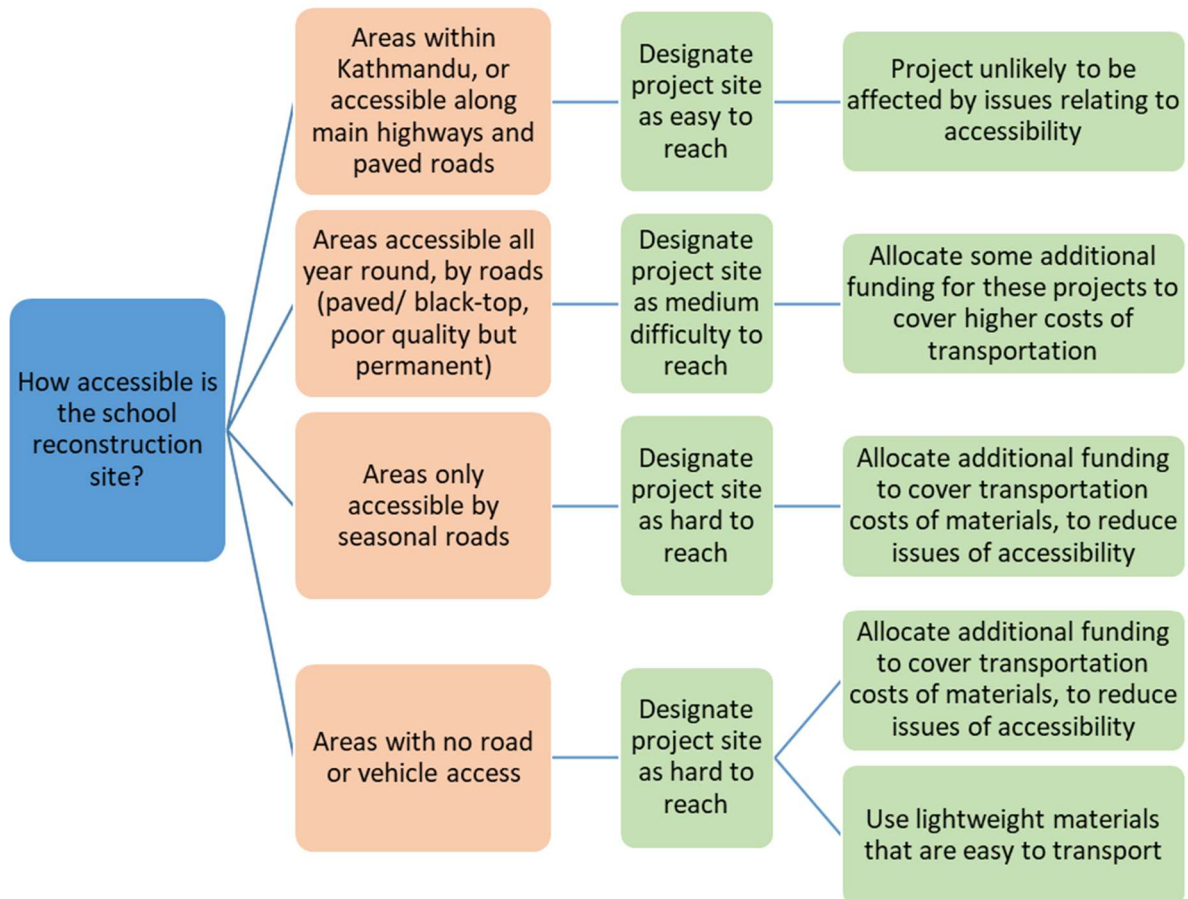 How accessible is
the school
reconstruction
site?
Areas within
Kathmandu, or
accessible along
main highways and
paved roads
Designate
project site
as easy to
reach
Project unlikely to be
affected by issues relating to
accessibility
Areas accessible all
year round, by roads
(paved/ black-top,
poor quality but
permanent)
Designate
project site
as medium
difficulty to
reach
Allocate some additional
funding for these projects to
cover higher costs of
transportation
Areas only
accessible by
seasonal roads
Designate
project site
as hard to
reach
Allocate additional funding
to cover transportation
costs of materials, to reduce
issues of accessibility
Areas with no road
or vehicle access
Designate
project site
as hard to
reach
Allocate additional funding
to cover transportation
costs of materials, to reduce
issues of accessibility
Use lightweight materials
that are easy to transport